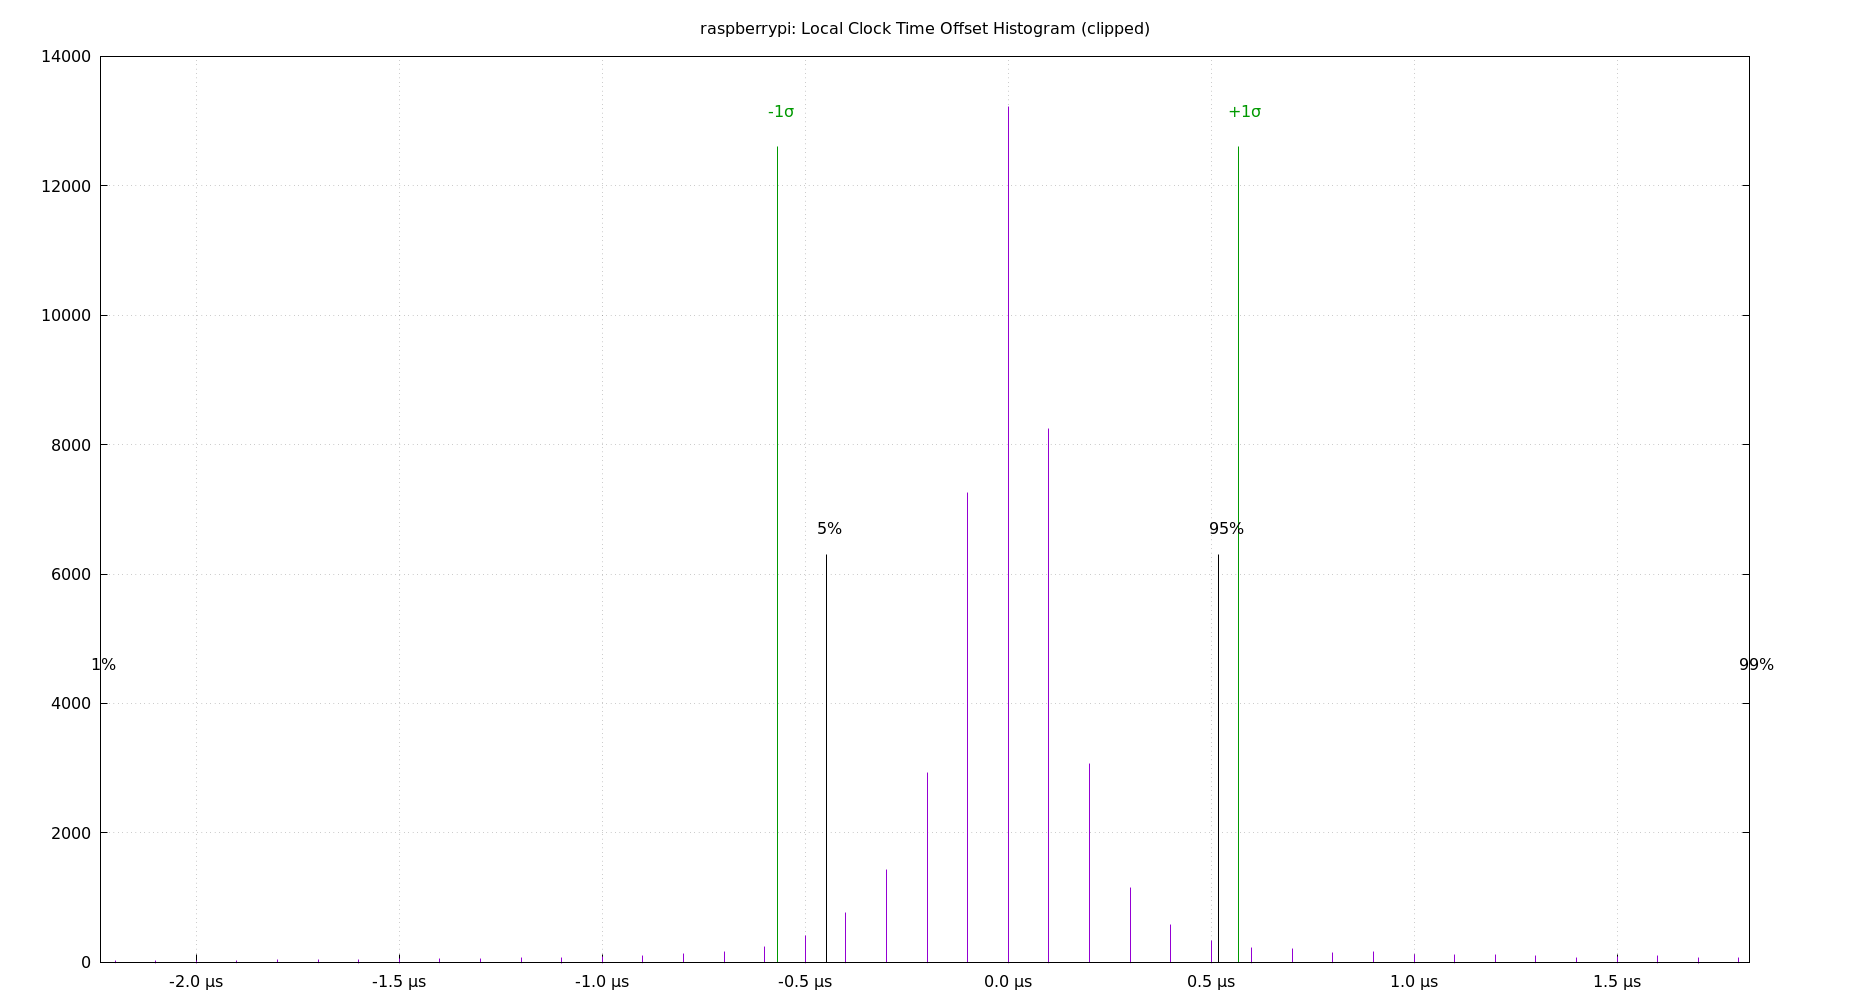 raspberrypi: Local Clock Time Offset Histogram (clipped)
14000
-1σ
+1σ
12000
10000
8000
5%
95%
6000
1%
99%
4000
2000
0
-2.0 µs
-1.5 µs
-1.0 µs
-0.5 µs
0.0 µs
0.5 µs
1.0 µs
1.5 µs